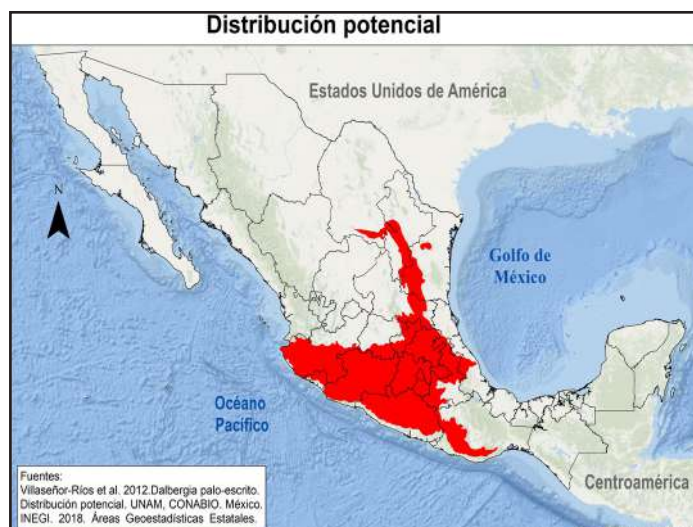 Distribución potencial
Estados Unidos de América
N
Golfo de
México
Océano
Pacífico
Centroamérica
Fuentes:
Villaseñor-Ríos et al. 2012.Dalbergia palo-escrito.
Distribución potencial. UNAM, CONABIO. México.
INEGI. 2018. Áreas Geoestadísticas Estatales.